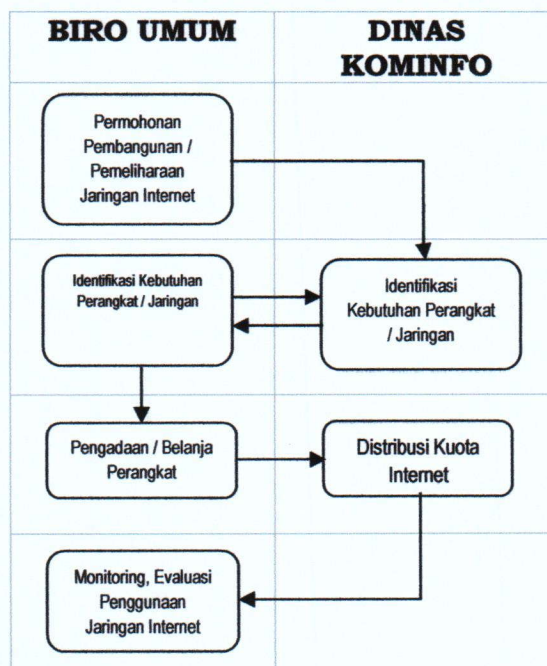 BIRO UMUM
DINAS
KOMINFO
Permohonan
Pembangunan /
Pemeliharaan
Jaringan Internet
Identifikasi Kebutuhan
Perangkat / Jaringan
Identifikasi
Kebutuhan Perangkat
/ Jaringan
Pengadaan / Belanja
Perangkat
Distribusi Kuota
Internet
Monitoring, Evaluasi
Penggunaan
Jaringan Internet